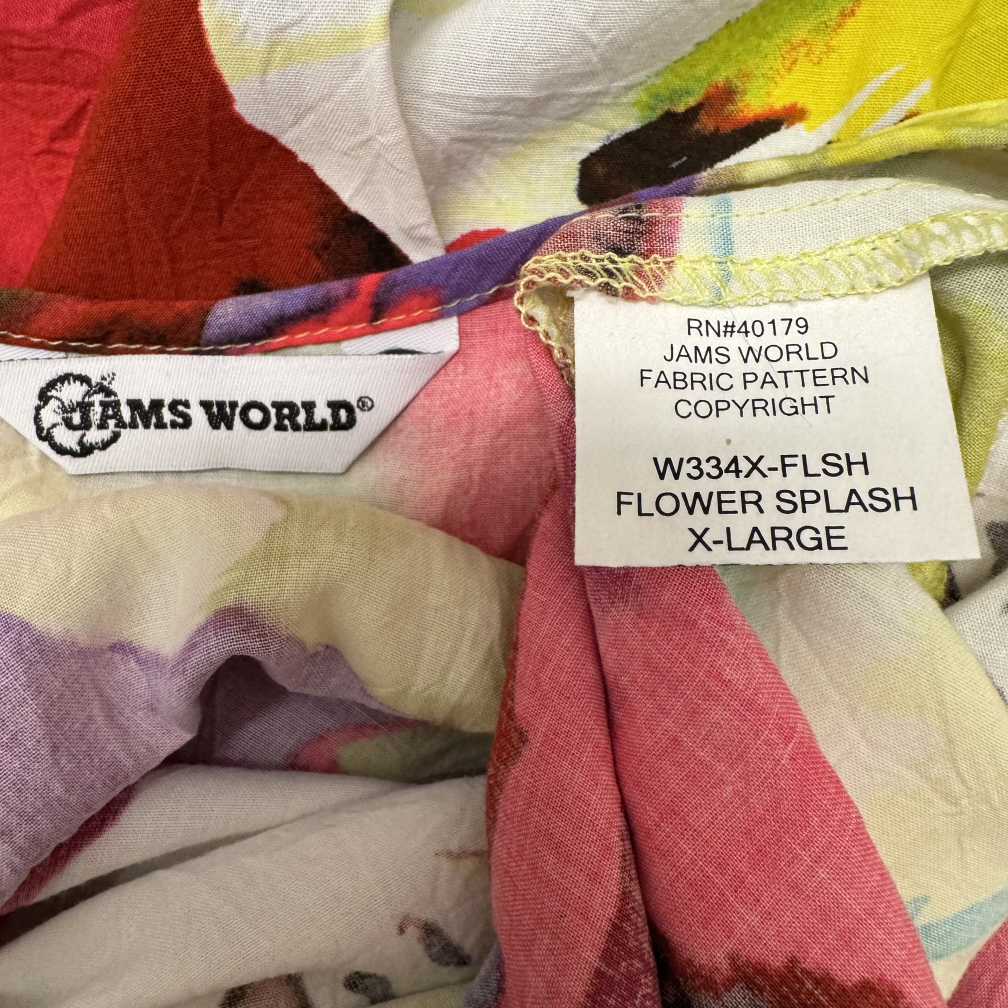 JAMS WORLD®
RN#40179
JAMS WORLD
FABRIC PATTERN
COPYRIGHT
W334X-FLSH
FLOWER SPLASH
X-LARGE